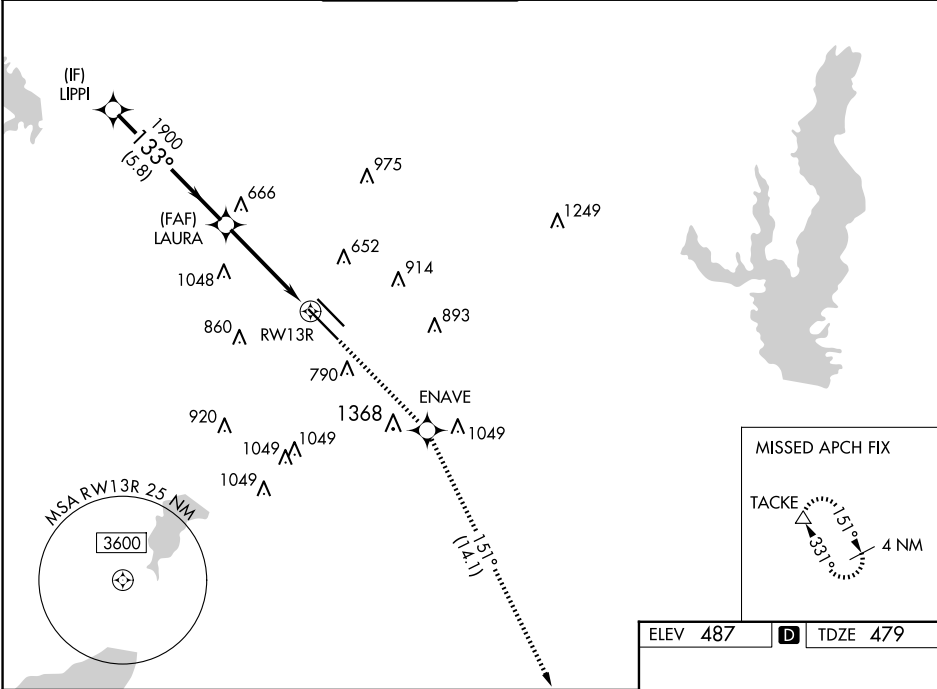 (IF)
LIPPI
1900
133°
(5.8)
975
666
1249
(FAF)
LAURA
652
914
1048
893
860
RW13R
790
ENAVE
1368
920
1049
1049
1049
1049
MISSED APCH FIX
MSA RW13R 25 NM
TACKE
151°
3600
4 NM
331°
151°
(14.1)
ELEV 487 D TDZE 479